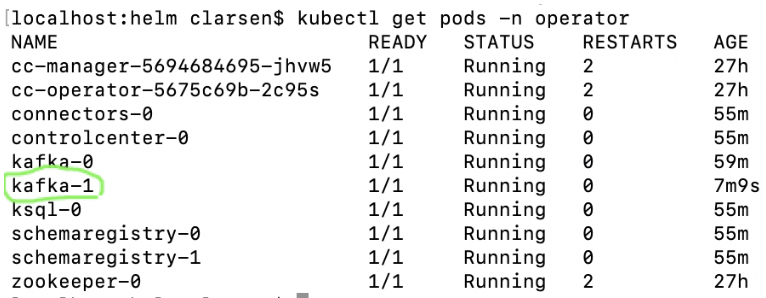 [localhost:helm clarsen$ kubectl get pods -n operator
NAME READY STATUS RESTARTS AGE
cc-manager-5694684695-jhvw5 1/1 Running 2 27h
cc-operator-5675c69b-2c95s 1/1 Running 2 27h
connectors-0 1/1 Running 0 55m
controlcenter-0 1/1 Running 0 55m
kafka-0 1/1 Running 0 59m
kafka-1 1/1 Running 0 7m9s
ksql-0 1/1 Running 0 55m
schemaregistry-0 1/1 Running 0 55m
schemaregistry-1 1/1 Running 0 55m
zookeeper-0 1/1 Running 2 27h